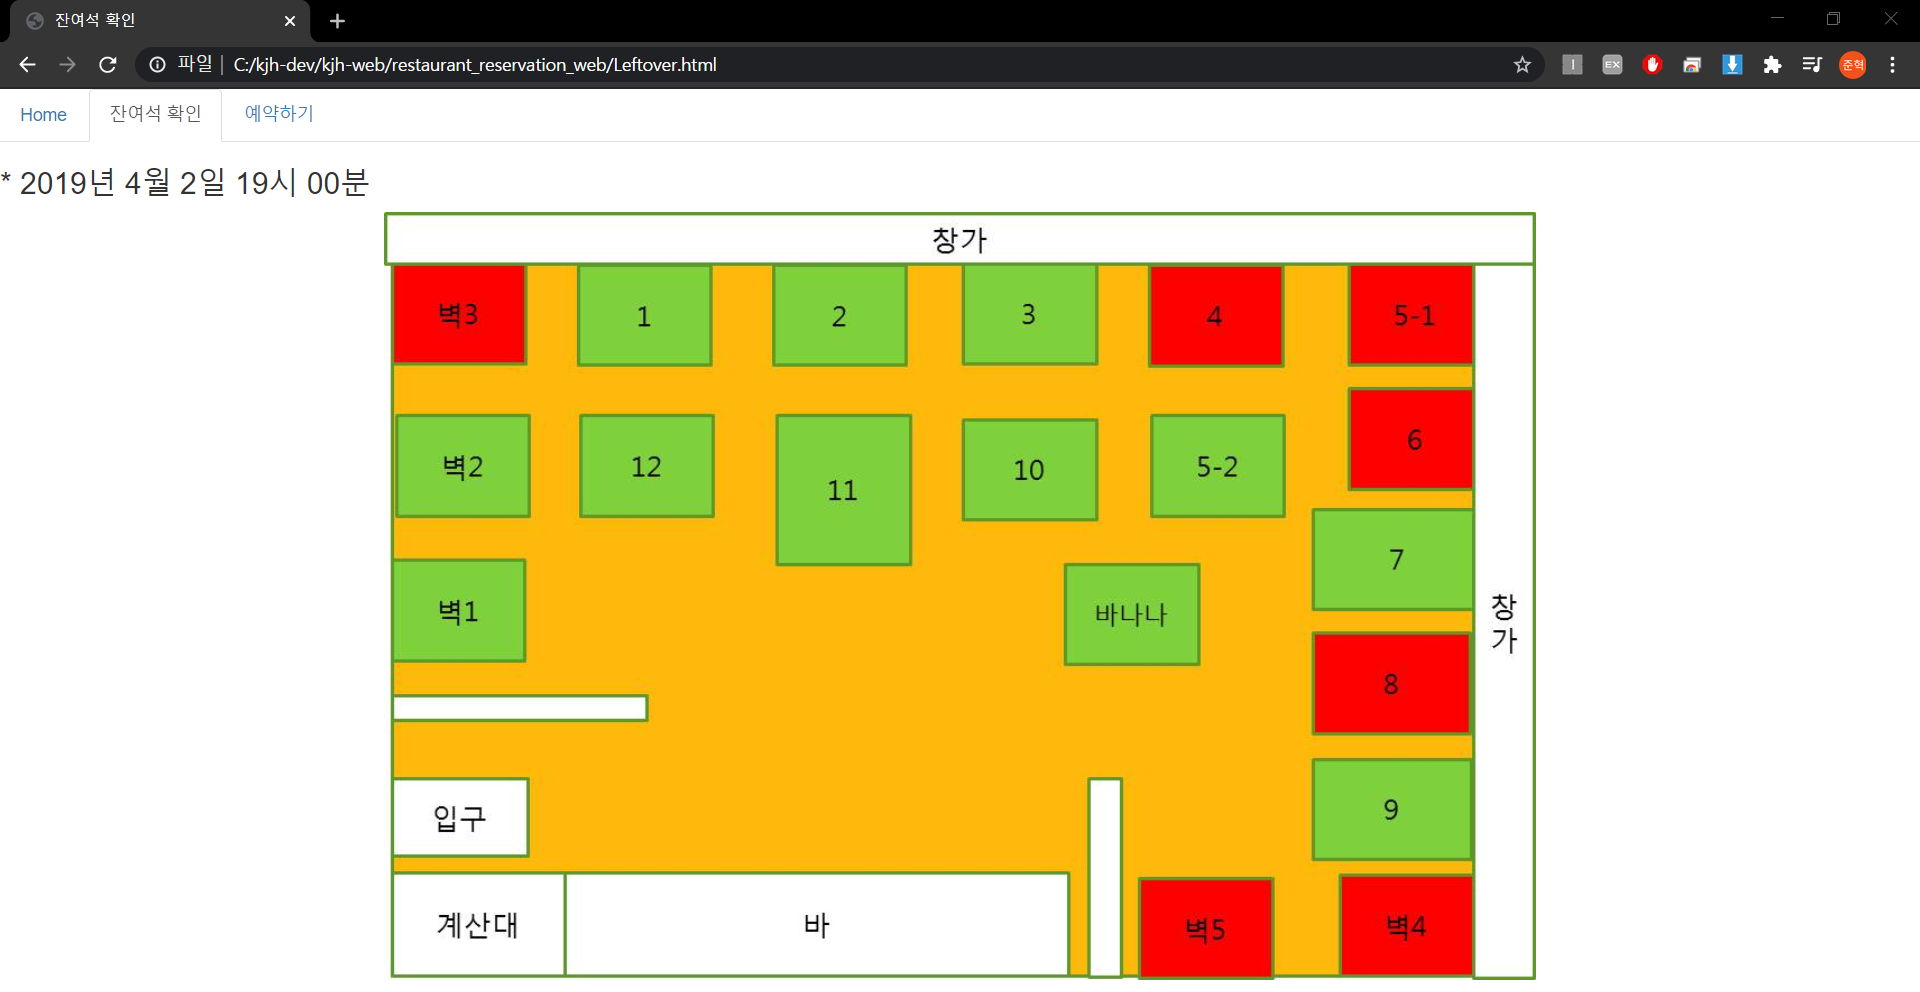 잔여석 확인
파일 | C:/kjh-dev/kjh-web/restaurant_reservation_web/Leftover.html
I
EX
준혁
Home 잔여석 확인 예약하기
* 2019년 4월 2일 19시 00분
창가
벽3 1 2 3 4 5-1
6
벽2 12 11 10 5-2
7
벽1 바나나
창
가
8
입구 9
계산대 바 벽5 벽4